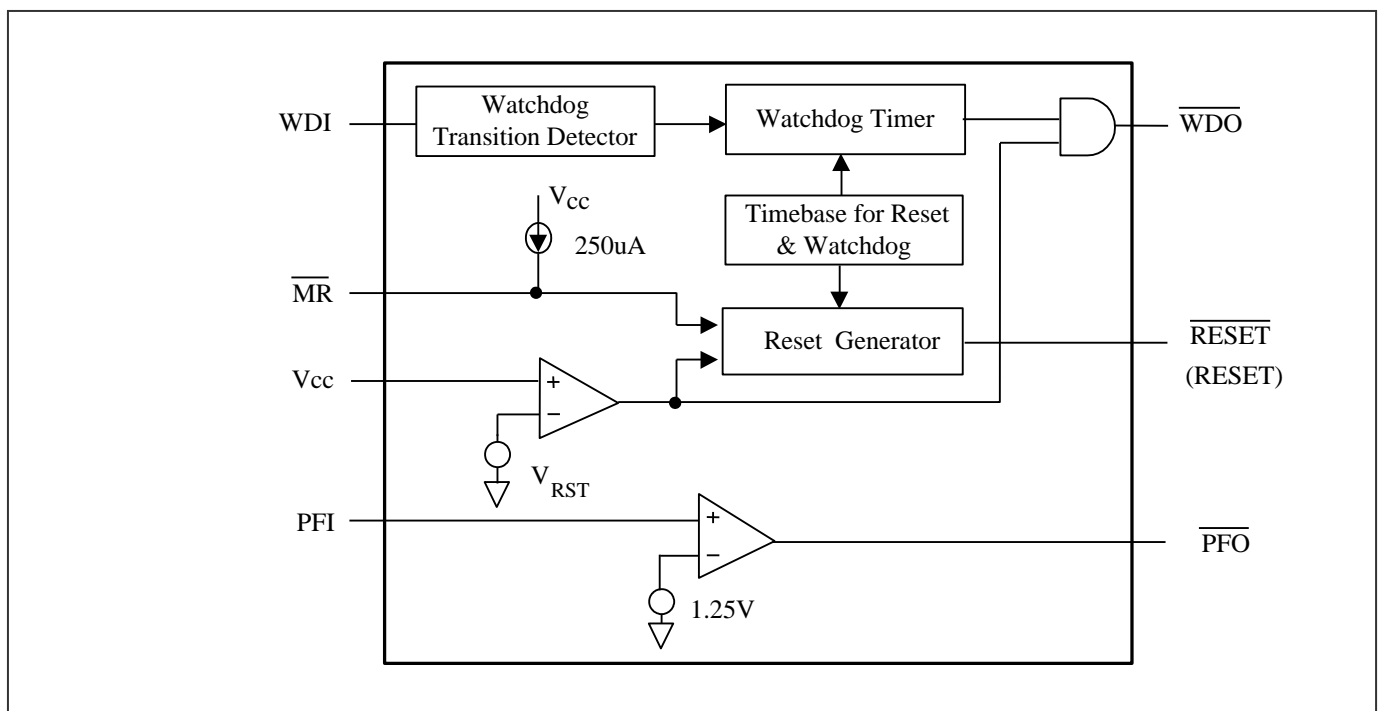 WDI
Watchdog
Transition Detector
Watchdog Timer
WDO
Vcc
250uA
Timebase for Reset
& Watchdog
MR
Reset Generator
RESET
(RESET)
Vcc
+
−
VRST
PFI
+
−
PFO
1.25V